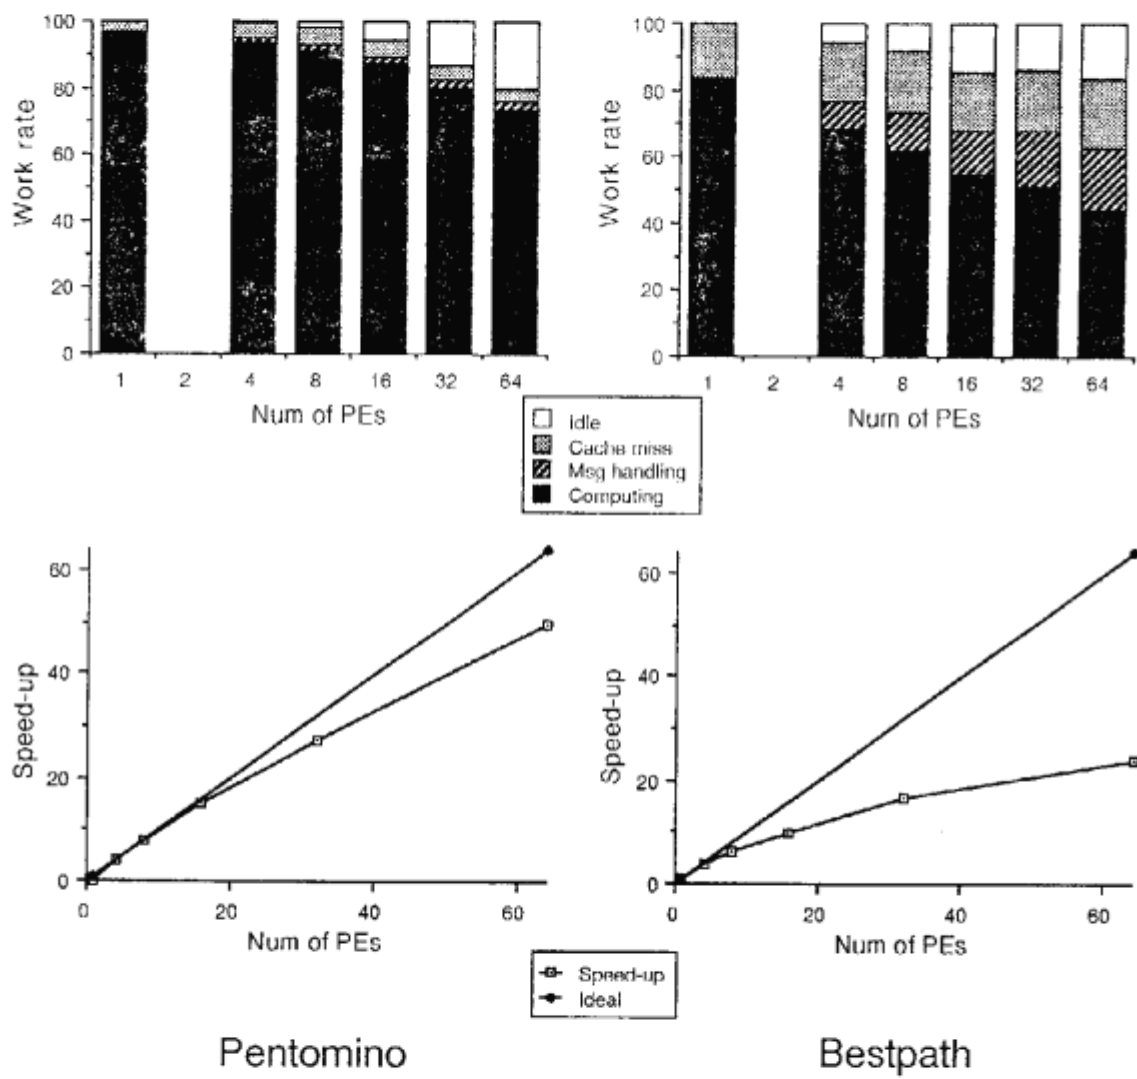 100
80
60
40
20
0
Work rate
1 2 4 8 16 32 64
Num of PEs
100
80
60
40
20
0
Work rate
1 2 4 8 16 32 64
Num of PEs
Idle
Cache miss
Msg handling
Computing
60
40
20
0
Speed-up
0 20 40 60
Num of PEs
60
40
20
0
Speed-up
0 20 40 60
Num of PEs
Speed-up
Ideal
Pentomino
Bestpath